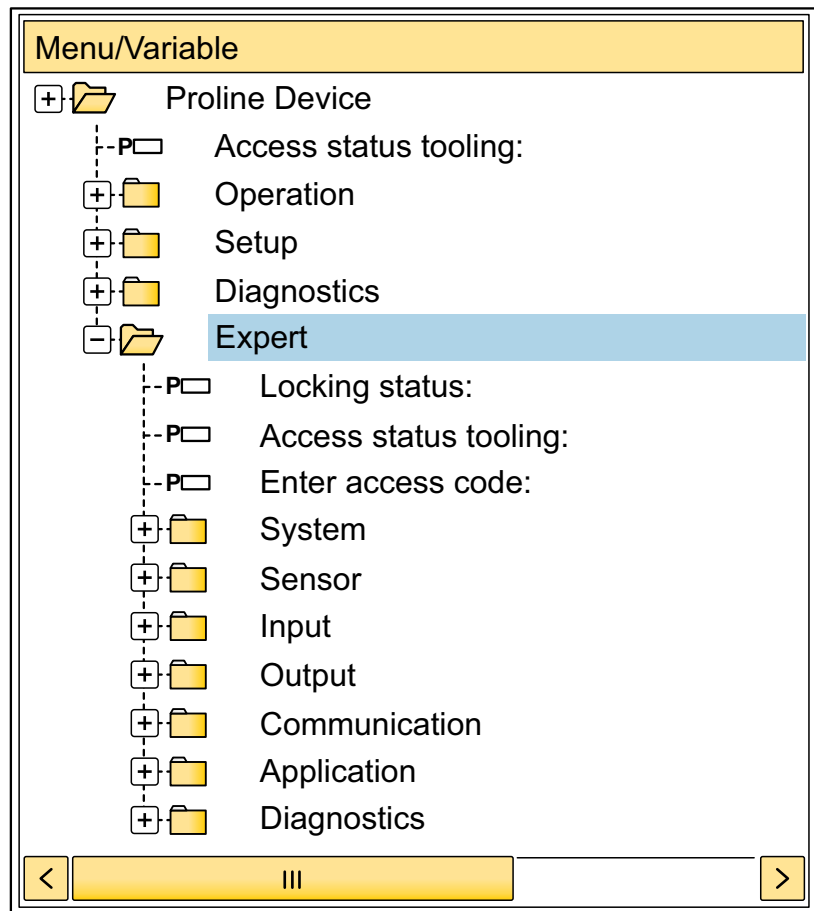 Menu/Variable
Proline Device
P Access status tooling:
Operation
Setup
Diagnostics
Expert
P Locking status:
P Access status tooling:
P Enter access code:
System
Sensor
Input
Output
Communication
Application
Diagnostics